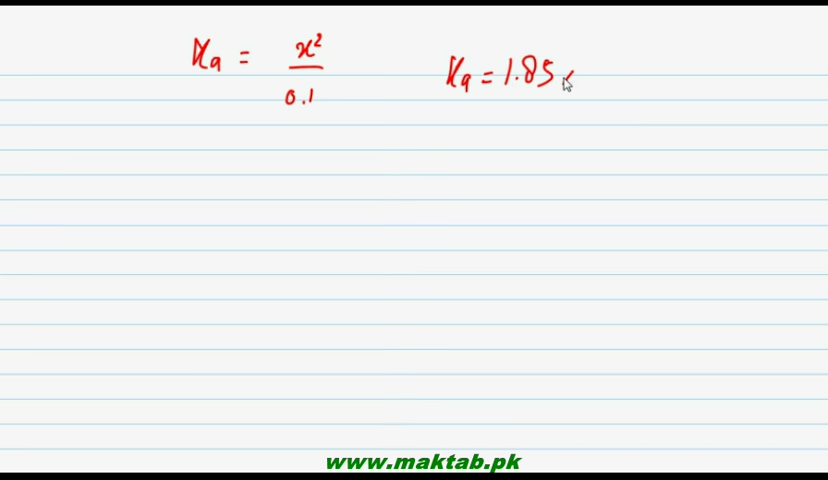 Ka = x²
0.1
Ka = 1.85
www.maktab.pk